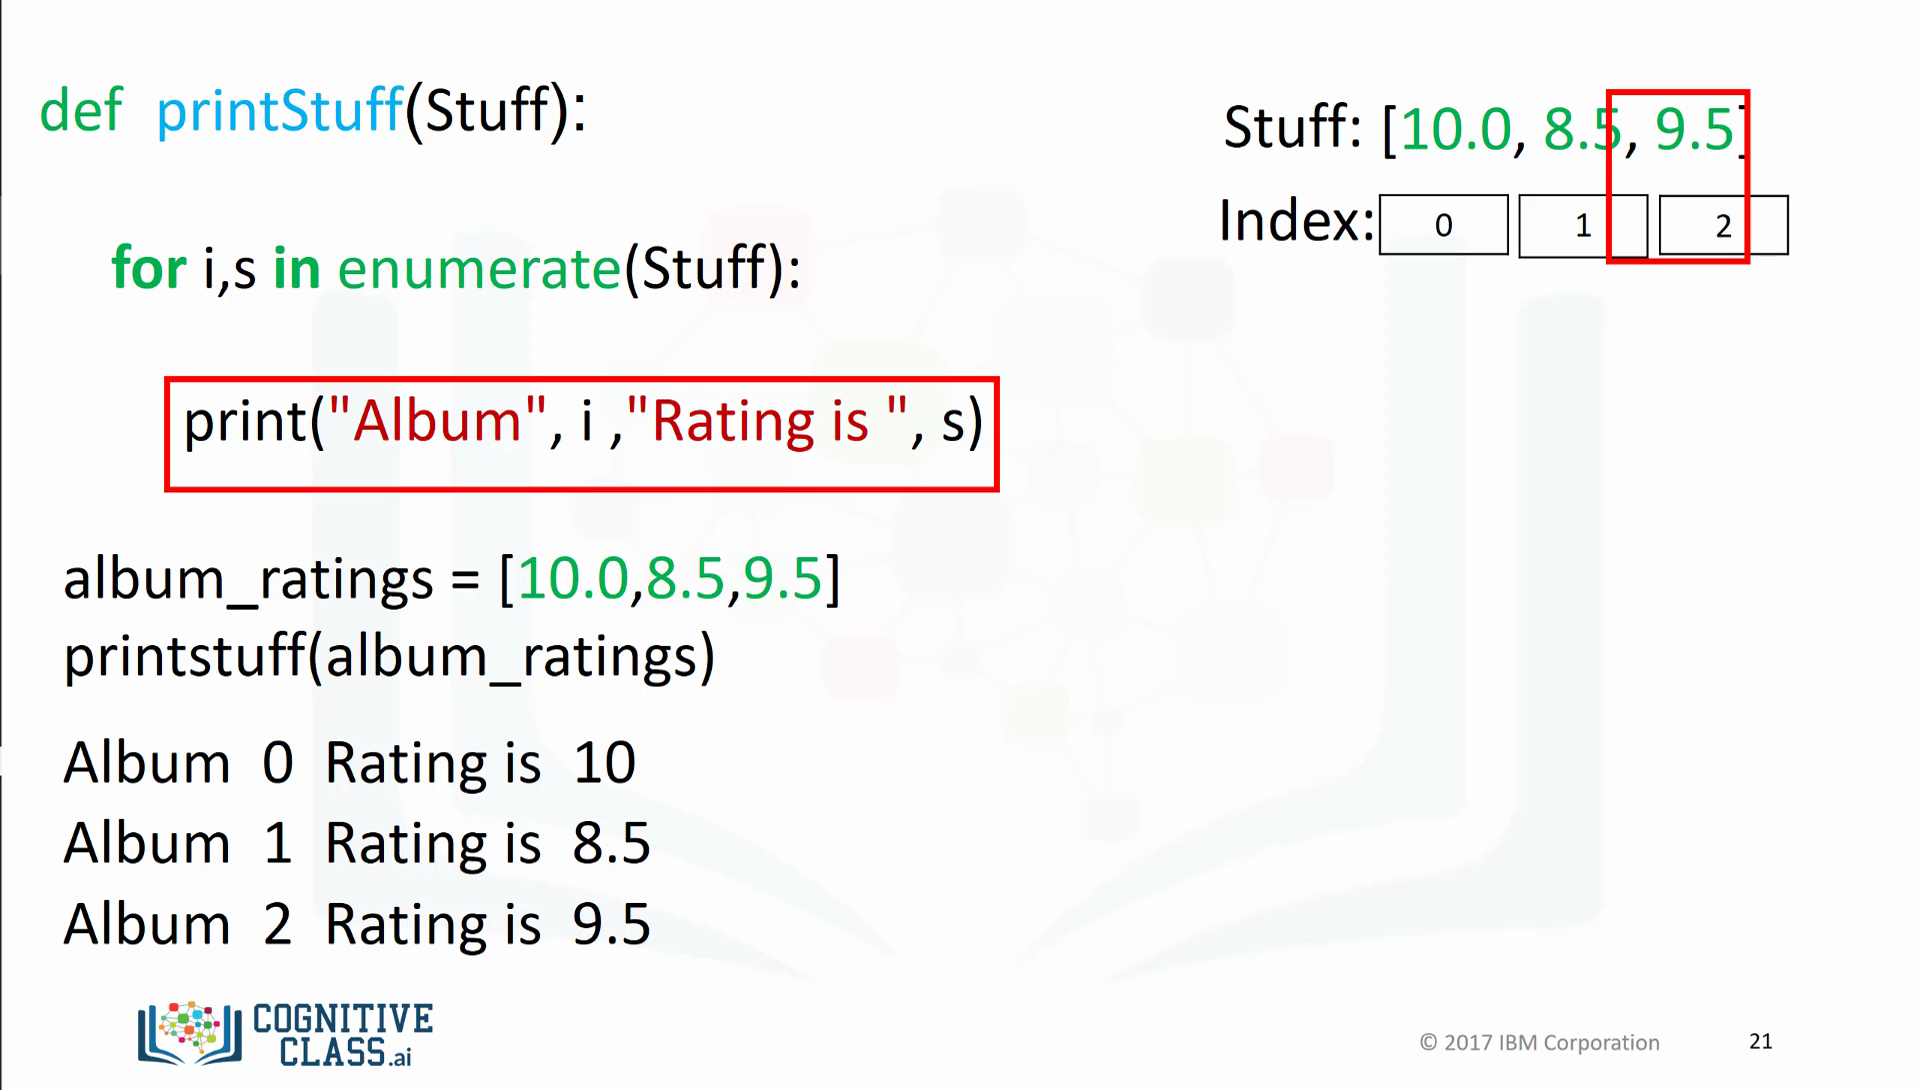 def printStuff(Stuff):
for i,s in enumerate(Stuff):
print("Album", i ,"Rating is ", s)
album_ratings = [10.0,8.5,9.5]
printstuff(album_ratings)
Album 0 Rating is 10
Album 1 Rating is 8.5
Album 2 Rating is 9.5
Stuff: [10.0, 8.5, 9.5]
Index: 0 1 2
COGNITIVE
CLASS.ai
© 2017 IBM Corporation 21